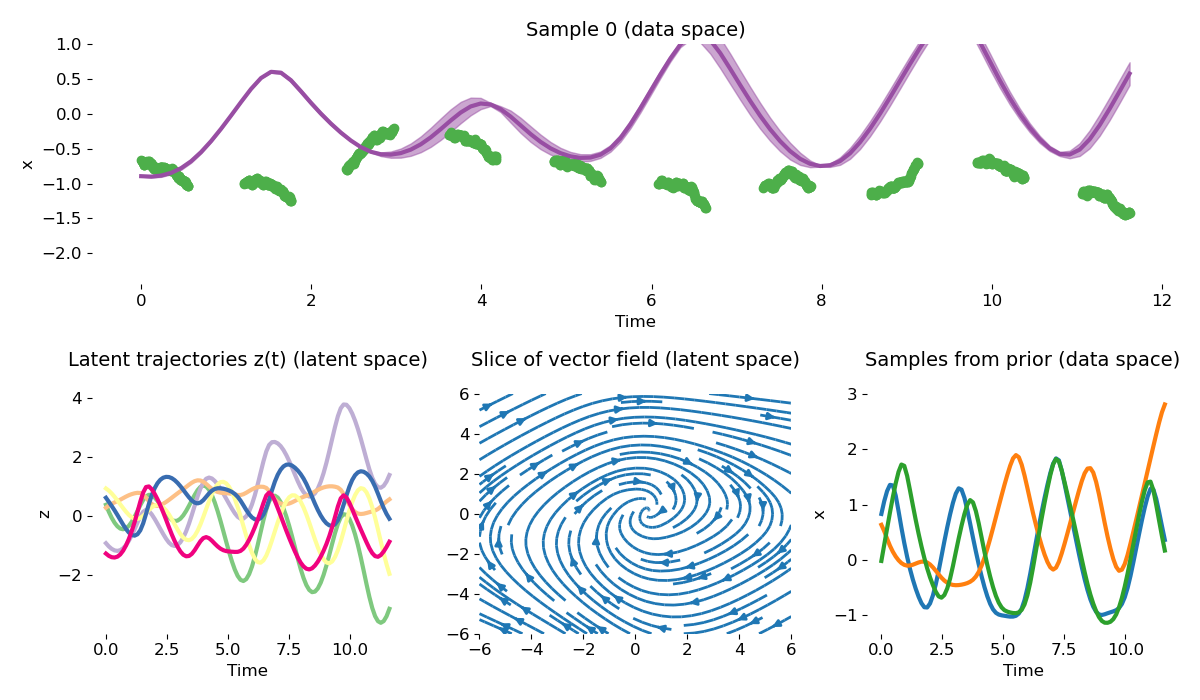 Sample 0 (data space)
1.0
0.5
0.0
−0.5
−1.0
−1.5
−2.0
x
0 2 4 6 8 10 12
Time
Latent trajectories z(t) (latent space)
4
2
0
−2
z
0.0 2.5 5.0 7.5 10.0
Time
Slice of vector field (latent space)
6
4
2
0
−2
−4
−6
−6 −4 −2 0 2 4 6
Samples from prior (data space)
3
2
1
0
−1
x
0.0 2.5 5.0 7.5 10.0
Time